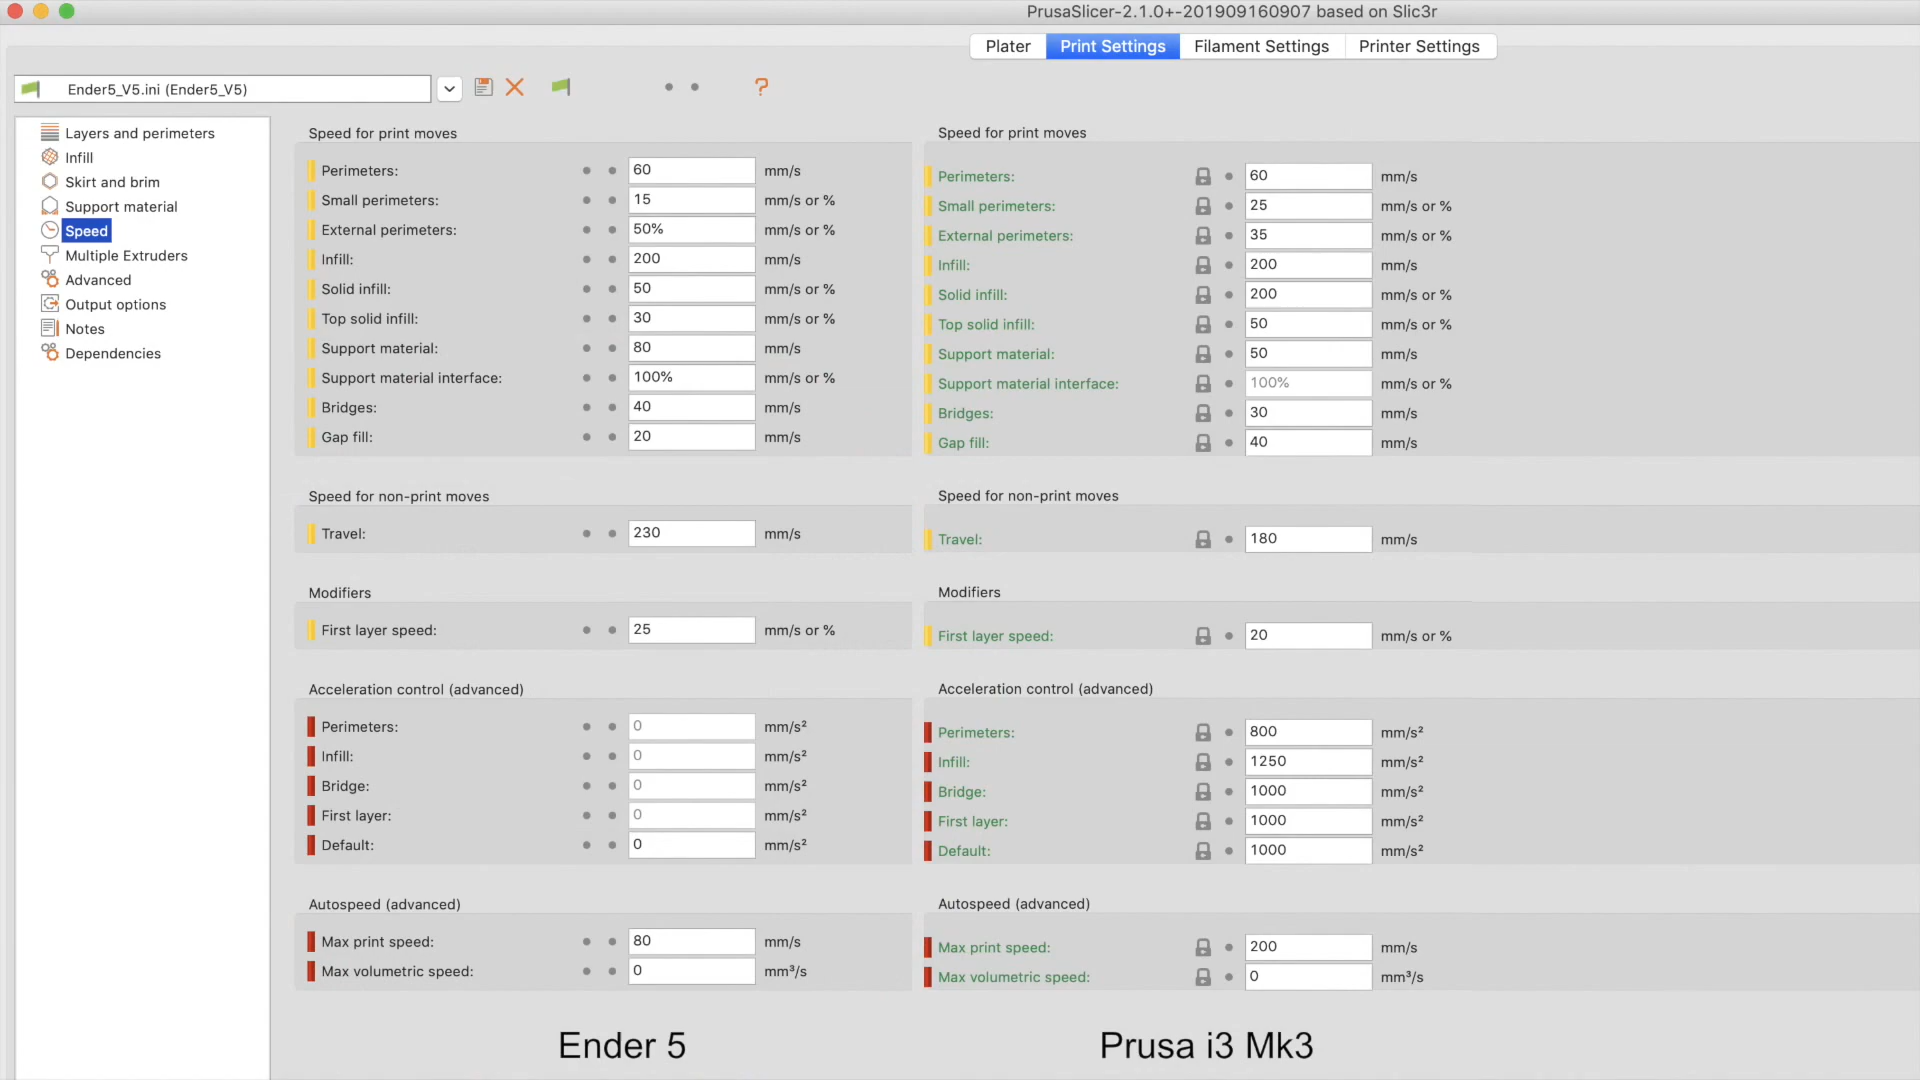 PrusaSlicer-2.1.0+-201909160907 based on Slic3r
Plater Print Settings Filament Settings Printer Settings
Ender5_V5.ini (Ender5_V5)
?
Layers and perimeters
Infill
Skirt and brim
Support material
Speed
Multiple Extruders
Advanced
Output options
Notes
Dependencies
Speed for print moves
Perimeters: 60 mm/s
Small perimeters: 15 mm/s or %
External perimeters: 50% mm/s or %
Infill: 200 mm/s
Solid infill: 50 mm/s or %
Top solid infill: 30 mm/s or %
Support material: 80 mm/s
Support material interface: 100% mm/s or %
Bridges: 40 mm/s
Gap fill: 20 mm/s
Speed for non-print moves
Travel: 230 mm/s
Modifiers
First layer speed: 25 mm/s or %
Acceleration control (advanced)
Perimeters: 0 mm/s²
Infill: 0 mm/s²
Bridge: 0 mm/s²
First layer: 0 mm/s²
Default: 0 mm/s²
Autospeed (advanced)
Max print speed: 80 mm/s
Max volumetric speed: 0 mm³/s
Ender 5
Speed for print moves
Perimeters: 60 mm/s
Small perimeters: 25 mm/s or %
External perimeters: 35 mm/s or %
Infill: 200 mm/s
Solid infill: 200 mm/s or %
Top solid infill: 50 mm/s or %
Support material: 50 mm/s
Support material interface: 100% mm/s or %
Bridges: 30 mm/s
Gap fill: 40 mm/s
Speed for non-print moves
Travel: 180 mm/s
Modifiers
First layer speed: 20 mm/s or %
Acceleration control (advanced)
Perimeters: 800 mm/s²
Infill: 1250 mm/s²
Bridge: 1000 mm/s²
First layer: 1000 mm/s²
Default: 1000 mm/s²
Autospeed (advanced)
Max print speed: 200 mm/s
Max volumetric speed: 0 mm³/s
Prusa i3 Mk3